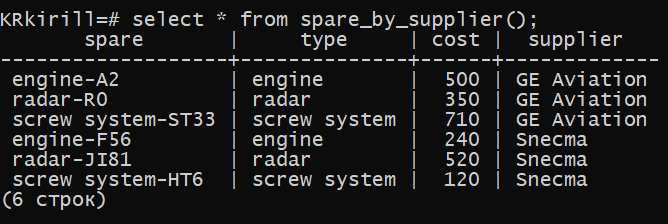 KRkirill=# select * from spare_by_supplier();
       spare       |     type     | cost |  supplier
-------------------+--------------+------+-------------
 engine-A2         | engine       |  500 | GE Aviation
 radar-R0          | radar        |  350 | GE Aviation
 screw system-ST33 | screw system |  710 | GE Aviation
 engine-F56        | engine       |  240 | Snecma
 radar-JI81        | radar        |  520 | Snecma
 screw system-HT6  | screw system |  120 | Snecma
(6 строк)